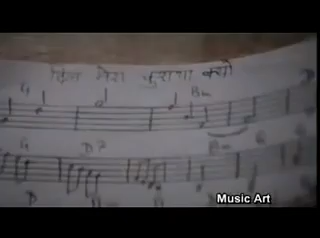 दिल मेरा चुराया क्यों
G Bm
G D7 Bm G
D
Music Art